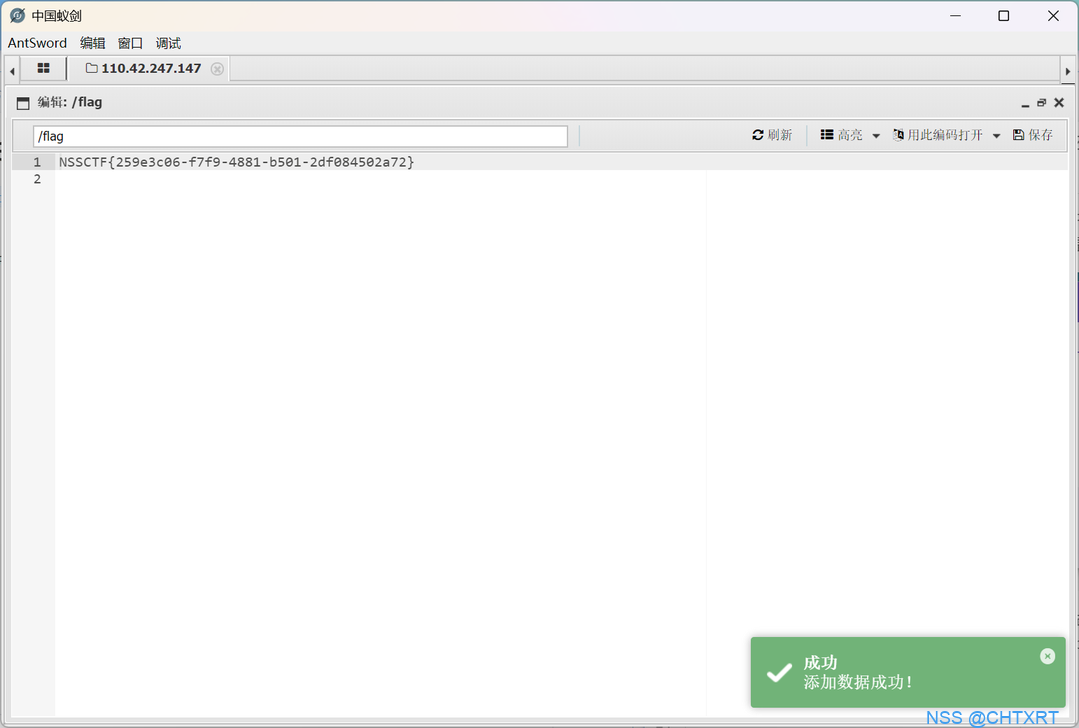 中国蚁剑
AntSword 编辑 窗口 调试
110.42.247.147
编辑: /flag
/flag 刷新 高亮 用此编码打开 保存
1 NSSCTF{259e3c06-f7f9-4881-b501-2df084502a72}
2
成功
添加数据成功!
NSS @CHTXRT